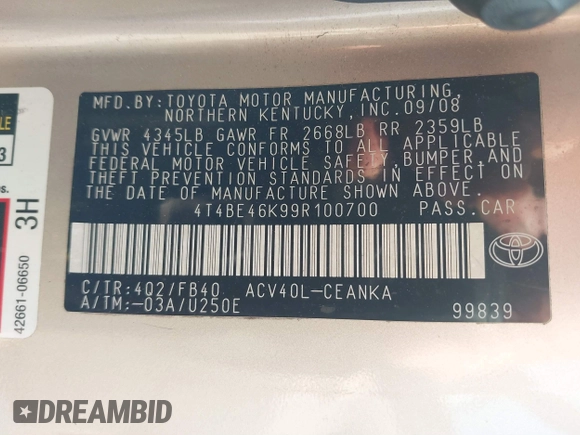 MFD.BY:TOYOTA MOTOR MANUFACTURING,
NORTHERN KENTUCKY, INC.09/08
GVWR 4345LB GAWR FR 2668LB RR 2359LB
THIS VEHICLE CONFORMS TO ALL APPLICABLE
FEDERAL MOTOR VEHICLE SAFETY,BUMPER,AND
THEFT PREVENTION STANDARDS IN EFFECT ON
THE DATE OF MANUFACTURE SHOWN ABOVE.
4T4BE46K99R100700 PASS.CAR
C/TR:4Q2/FB40 ACV40L-CEANKA
A/TM:-03A/U250E 99839
3H
42661-06650
DREAMBID